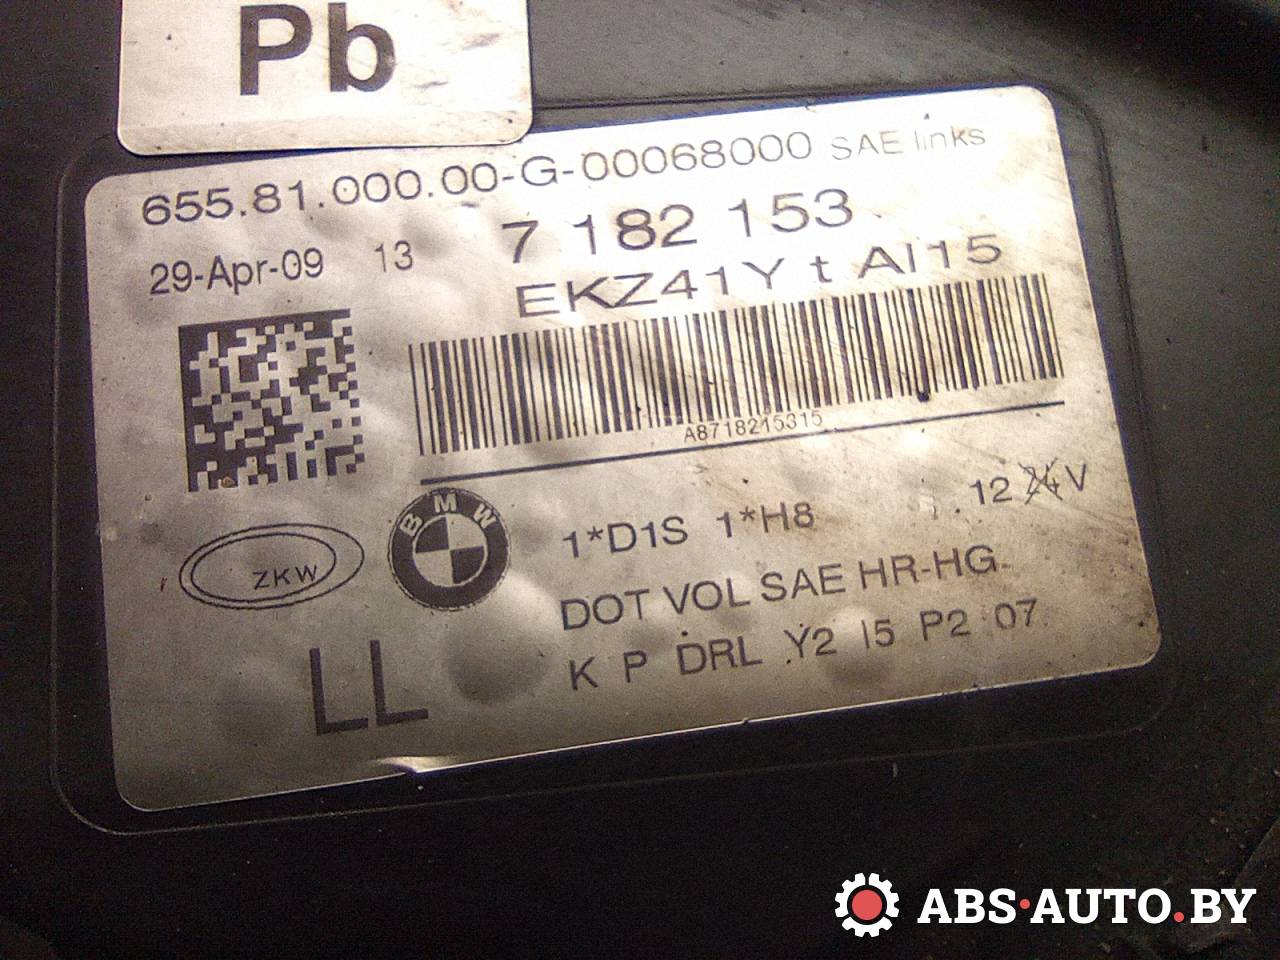 Pb
655.81.000.00-G-00068000 SAE links
29-Apr-09 13 7 182 153
EKZ41Y t AI15
A8718215315
ZKW
BMW
1*D1S 1*H8 12 24 V
DOT VOL SAE HR-HG
K P DRL Y2 I5 P2 07
LL
ABS·AUTO.BY